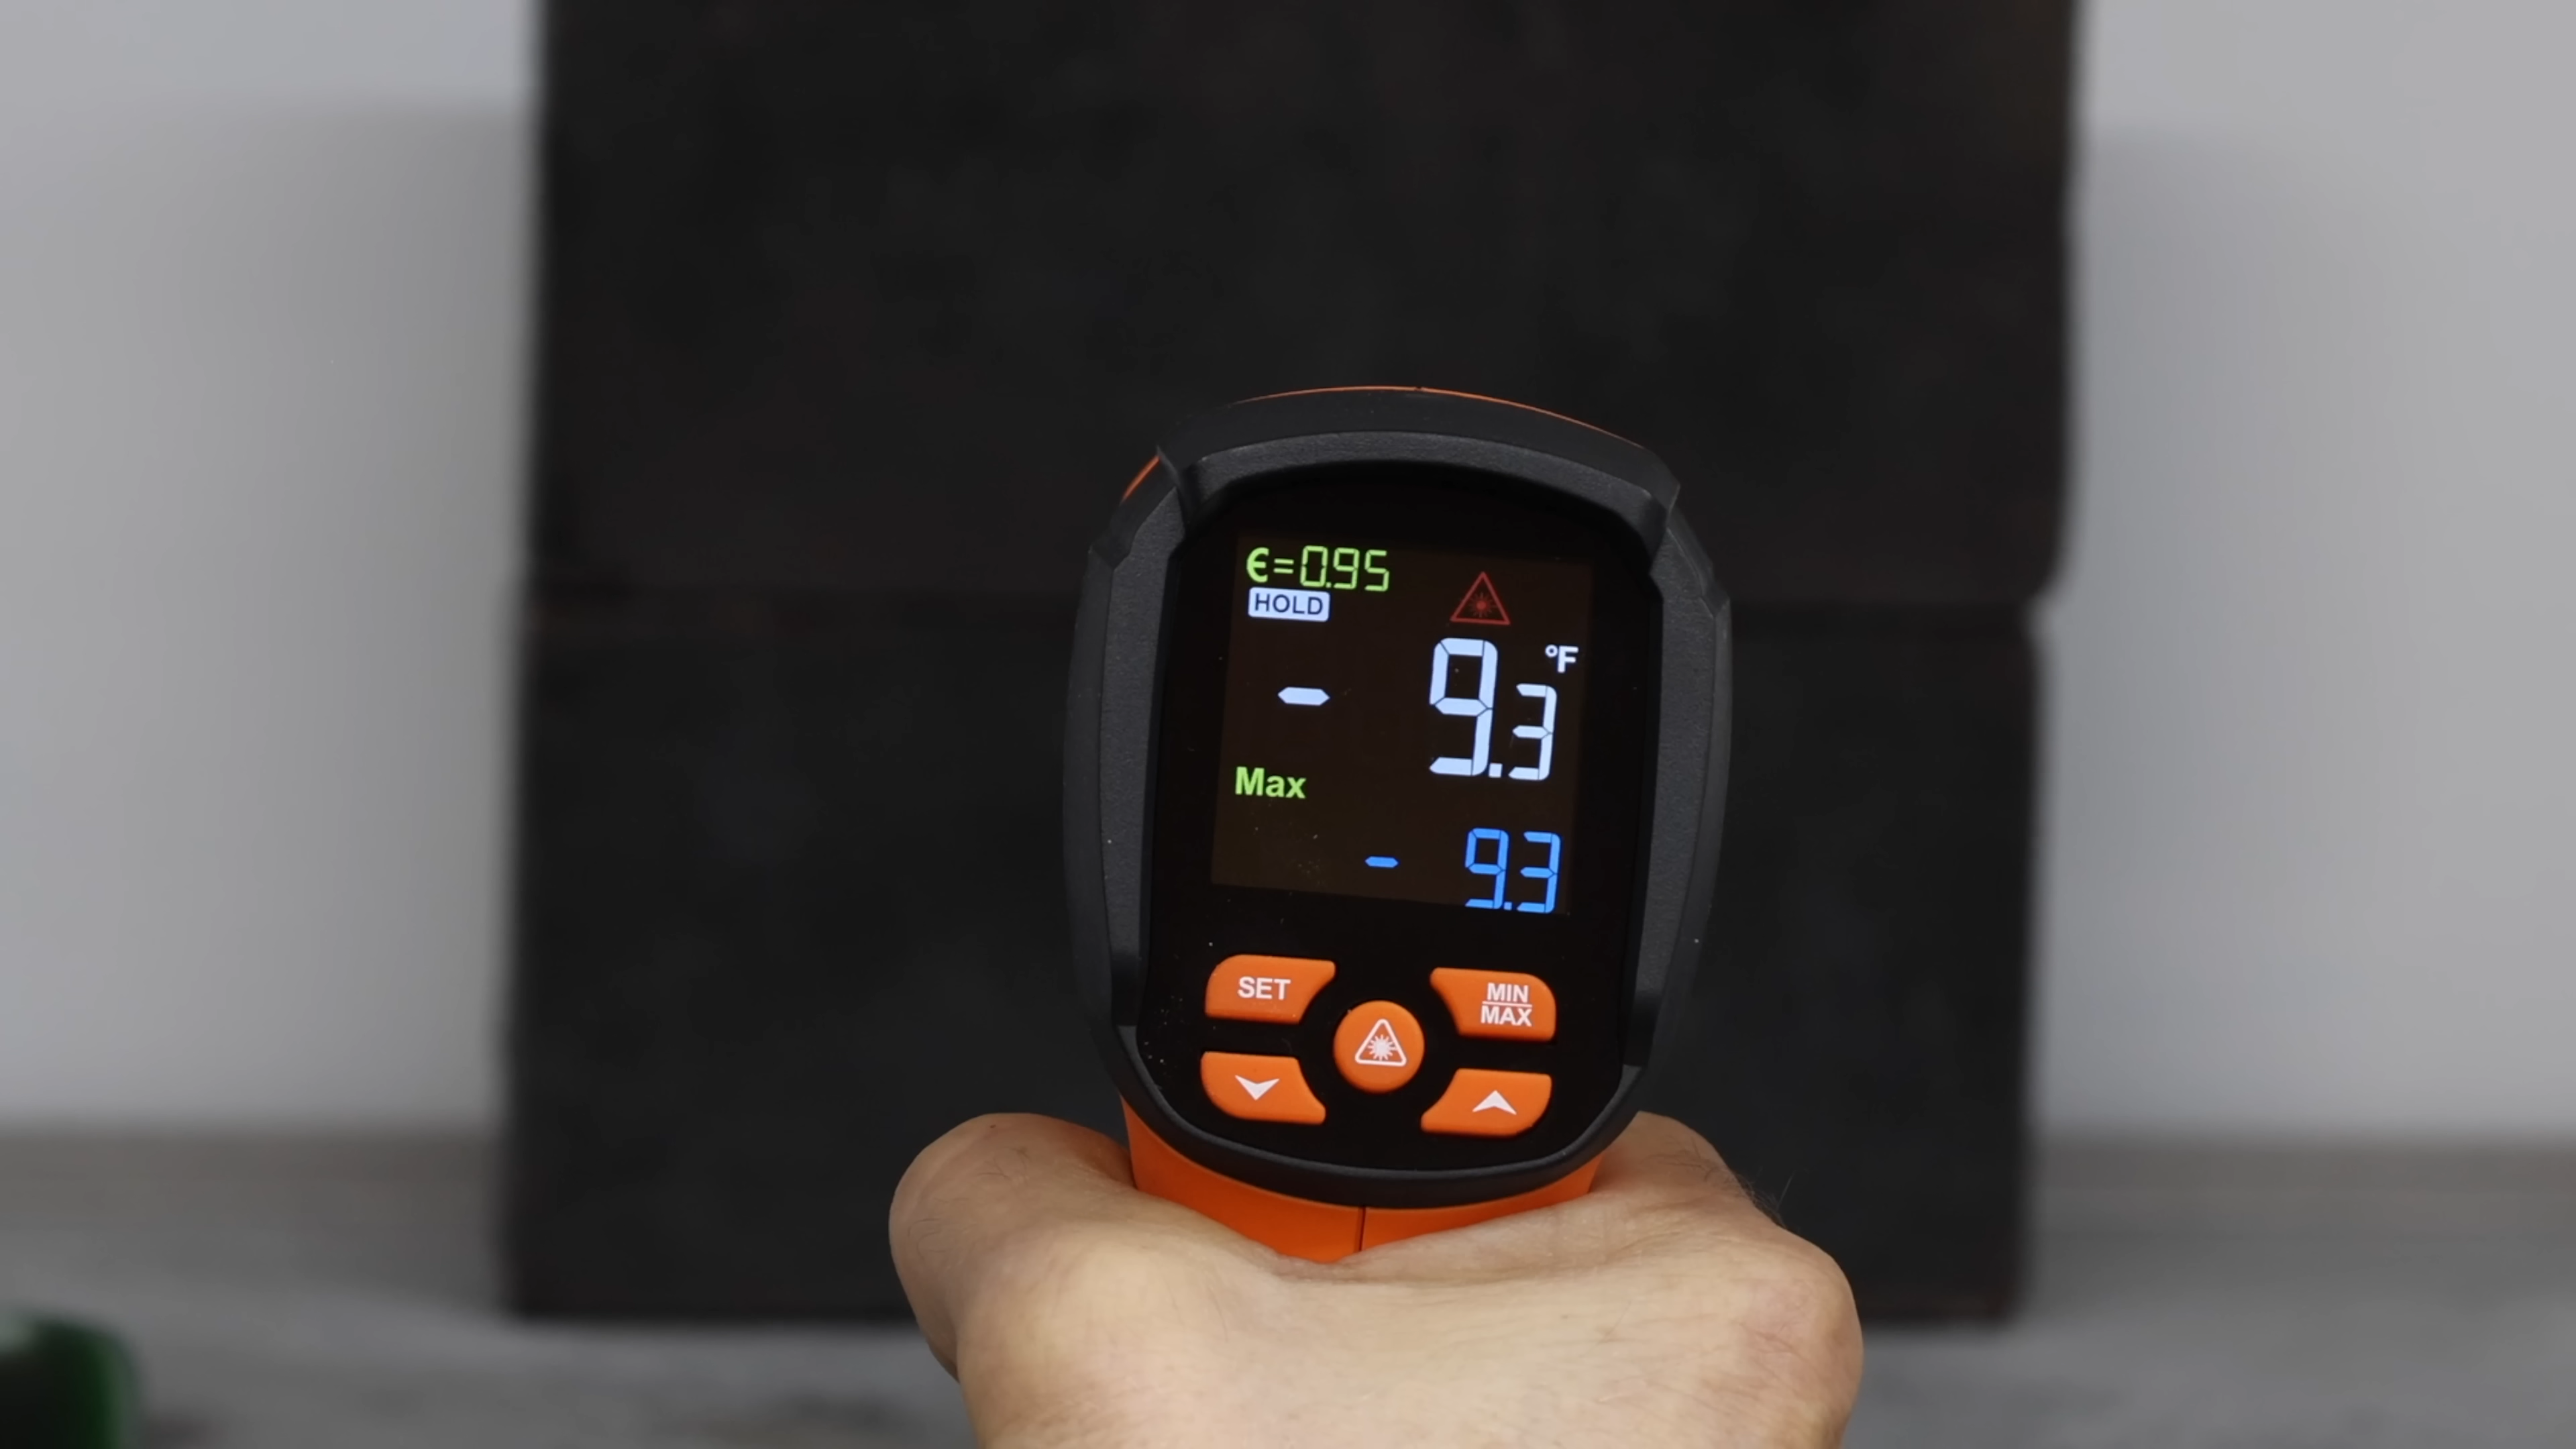 є=0.95
HOLD
°F
- 9.3
Max
- 9.3
SET
MIN
MAX